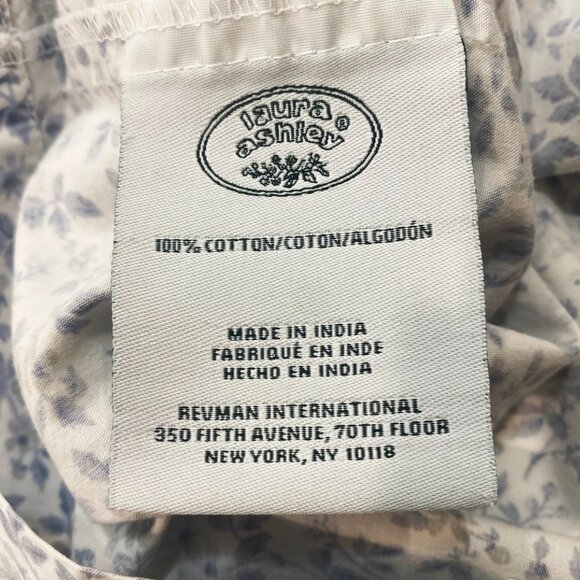 laura
ashley ®
100% COTTON/COTON/ALGODÓN
MADE IN INDIA
FABRIQUÉ EN INDE
HECHO EN INDIA
REVMAN INTERNATIONAL
350 FIFTH AVENUE, 70TH FLOOR
NEW YORK, NY 10118